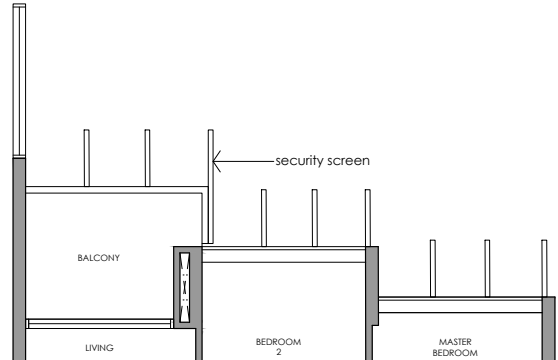 security screen
BALCONY
LIVING
BEDROOM
2
MASTER
BEDROOM